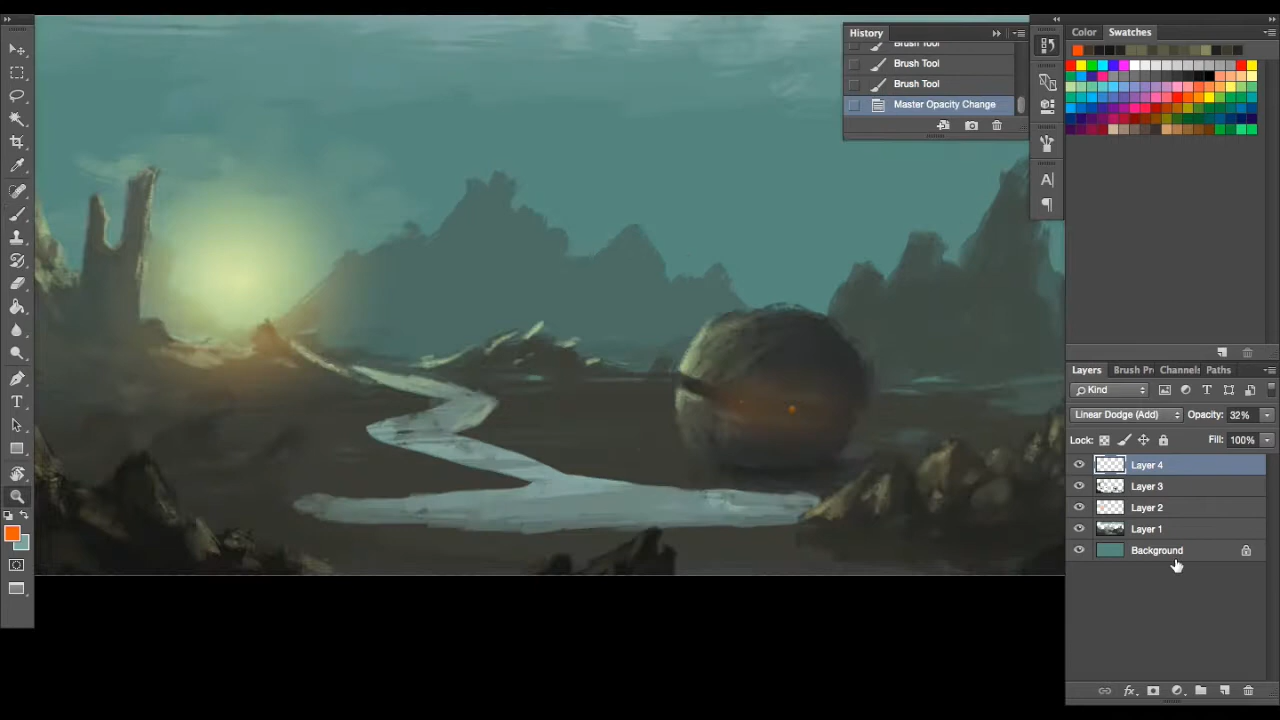 History
Brush Tool
Brush Tool
Brush Tool
Master Opacity Change
Color Swatches
Layers Brush Pr Channels Paths
Kind
Linear Dodge (Add) Opacity: 32%
Lock: Fill: 100%
Layer 4
Layer 3
Layer 2
Layer 1
Background
fx